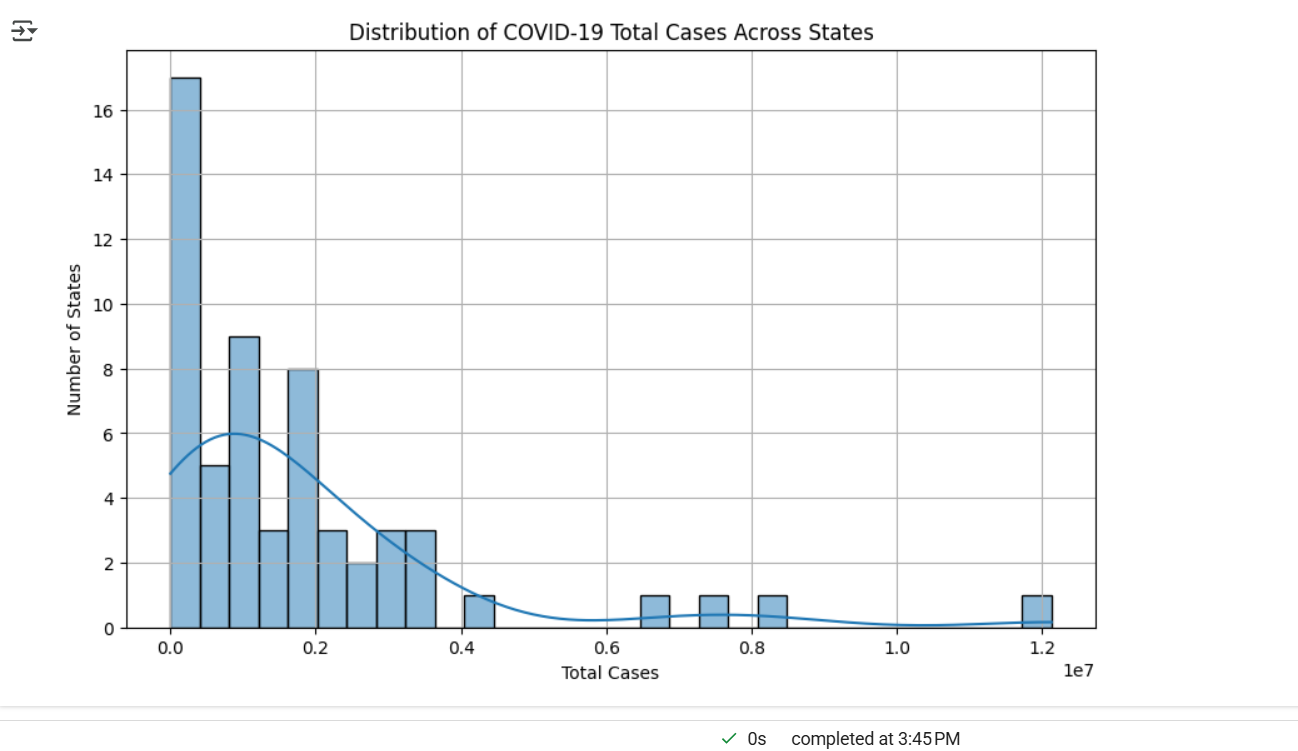 Distribution of COVID-19 Total Cases Across States
Number of States
16
14
12
10
8
6
4
2
0
0.0 0.2 0.4 0.6 0.8 1.0 1.2
1e7
Total Cases
0s completed at 3:45 PM